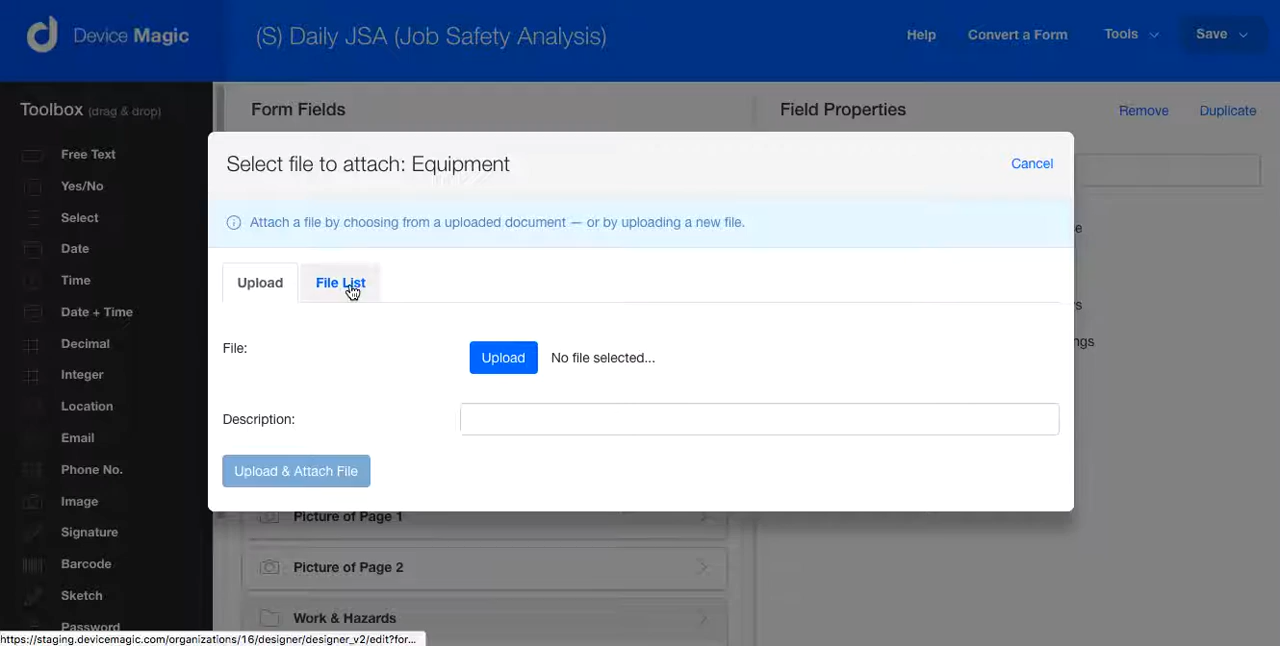 Device Magic
(S) Daily JSA (Job Safety Analysis)
Help
Convert a Form
Tools
Save
Toolbox (drag & drop)
Form Fields
Field Properties
Remove
Duplicate
Free Text
Yes/No
Select
Date
Time
Date + Time
Decimal
Integer
Location
Email
Phone No.
Image
Signature
Barcode
Sketch
Password
Select file to attach: Equipment
Cancel
Attach a file by choosing from a uploaded document — or by uploading a new file.
Upload
File List
File:
Upload
No file selected...
Description:
Upload & Attach File
Picture of Page 1
Picture of Page 2
Work & Hazards
https://staging.devicemagic.com/organizations/16/designer/designer_v2/edit?for...